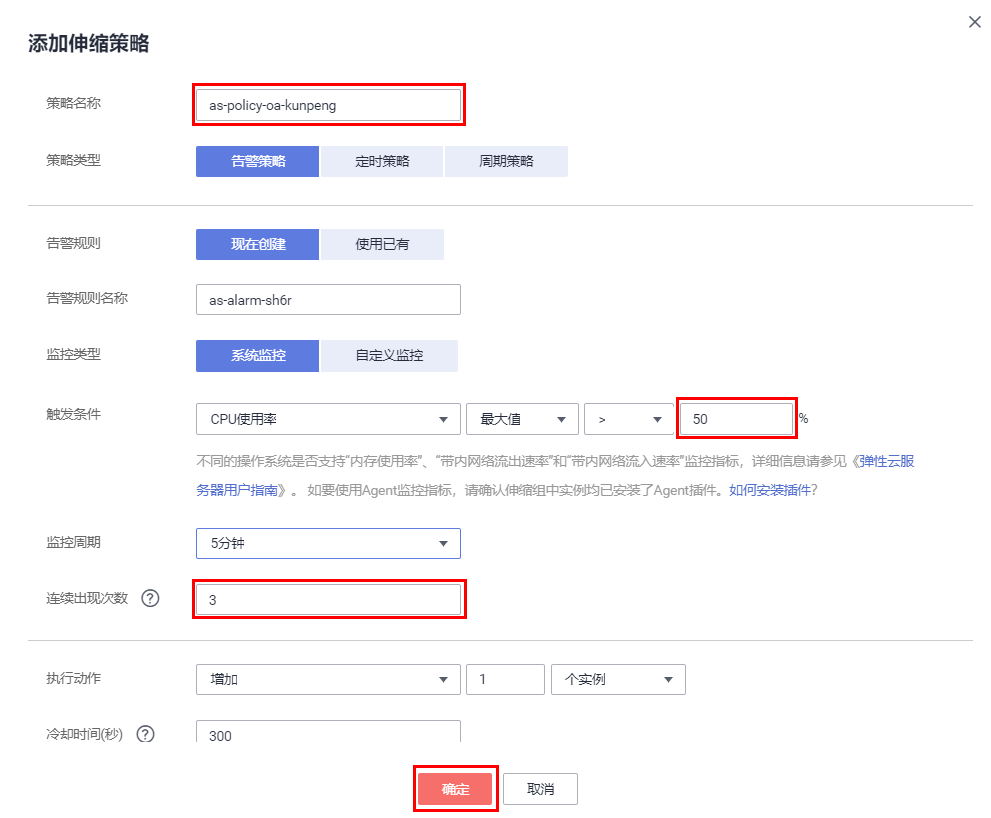 添加伸缩策略
策略名称 as-policy-oa-kunpeng
策略类型 告警策略 定时策略 周期策略
告警规则 现在创建 使用已有
告警规则名称 as-alarm-sh6r
监控类型 系统监控 自定义监控
触发条件 CPU使用率 最大值 > 50 %
不同的操作系统是否支持“内存使用率”、“带内网络流出速率”和“带内网络流入速率”监控指标，详细信息请参见《弹性云服
务器用户指南》。 如要使用Agent监控指标，请确认伸缩组中实例均已安装了Agent插件。如何安装插件?
监控周期 5分钟
连续出现次数 ? 3
执行动作 增加 1 个实例
冷却时间(秒) ? 300
确定 取消